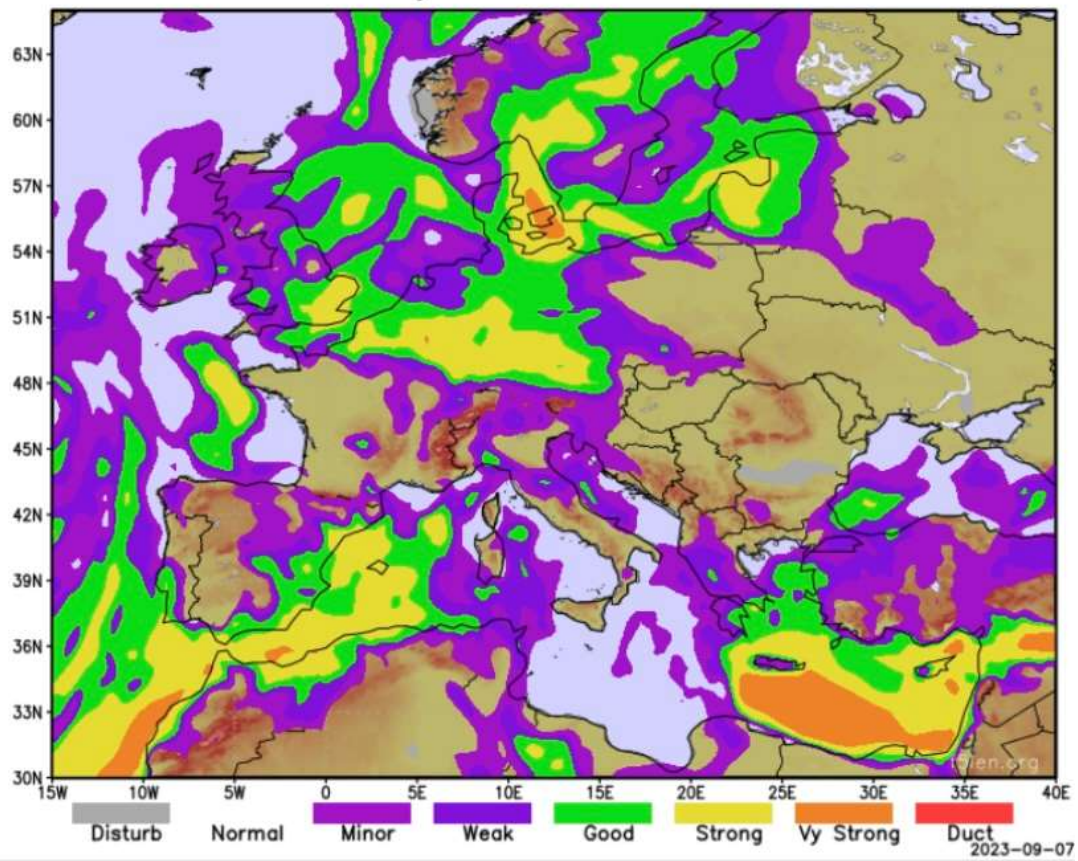 63N
60N
57N
54N
51N
48N
45N
42N
39N
36N
33N
30N
15W 10W 5W 0 5E 10E 15E 20E 25E 30E 35E 40E
Disturb Normal Minor Weak Good Strong Vy Strong Duct
2023-09-07